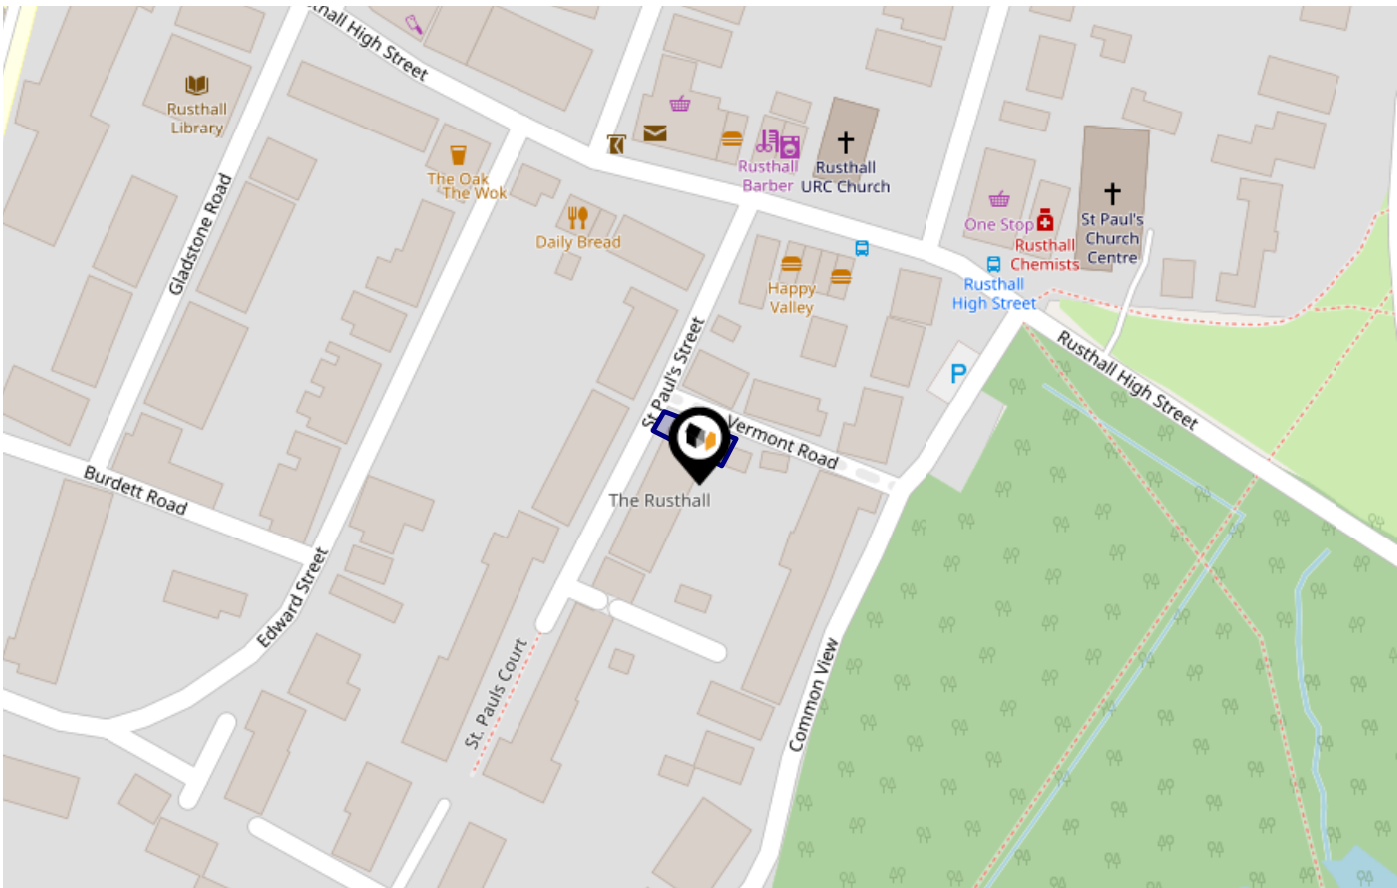 thall High Street
Rusthall
Library
The Oak
The Wok
Daily Bread
Rusthall
Barber
Rusthall
URC Church
One Stop
Rusthall
Chemists
St Paul's
Church
Centre
Rusthall
High Street
Happy
Valley
Gladstone Road
St Paul's Street
Rusthall High Street
P
Vermont Road
The Rusthall
Burdett Road
Edward Street
St. Pauls Court
Common View